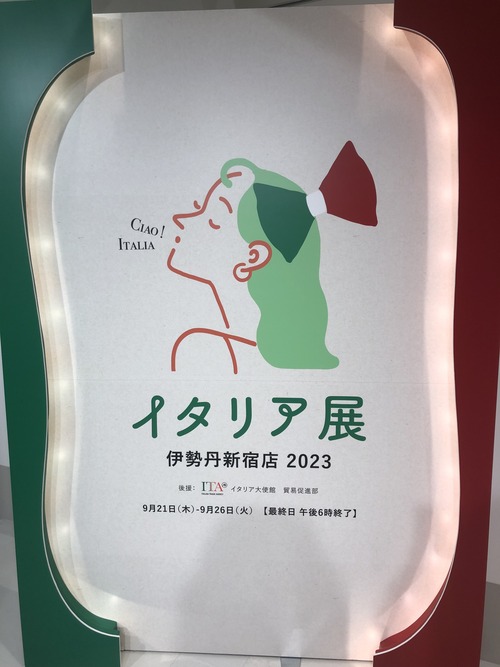 CIAO!
ITALIA
イタリア展
伊勢丹新宿店 2023
後援: ITA イタリア大使館 貿易促進部
9月21日(木)-9月26日(火) 【最終日 午後6時終了】